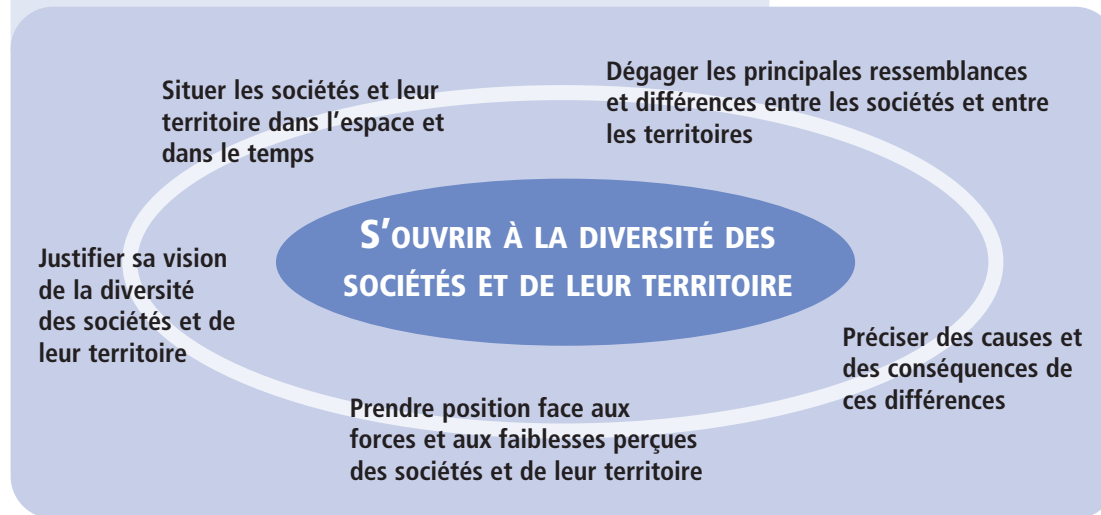 Situer les sociétés et leur
territoire dans l'espace et
dans le temps
Dégager les principales ressemblances
et différences entre les sociétés et entre
les territoires
S'OUVRIR À LA DIVERSITÉ DES
SOCIÉTÉS ET DE LEUR TERRITOIRE
Justifier sa vision
de la diversité
des sociétés et de
leur territoire
Préciser des causes et
des conséquences de
ces différences
Prendre position face aux
forces et aux faiblesses perçues
des sociétés et de leur territoire